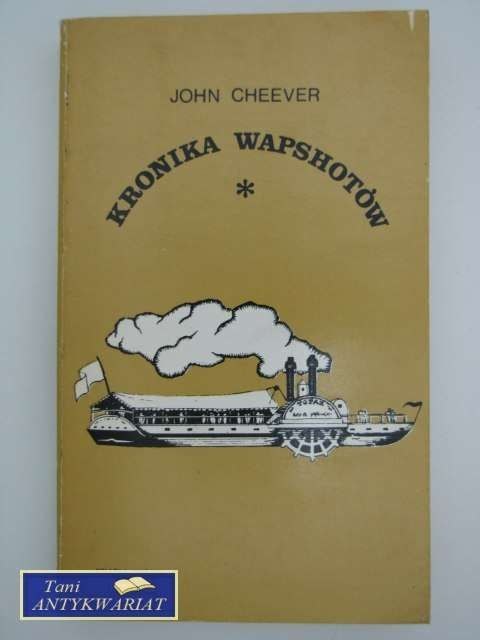 JOHN CHEEVER
KRONIKA WAPSHOTÓW
*
Tani
ANTYKWARIAT